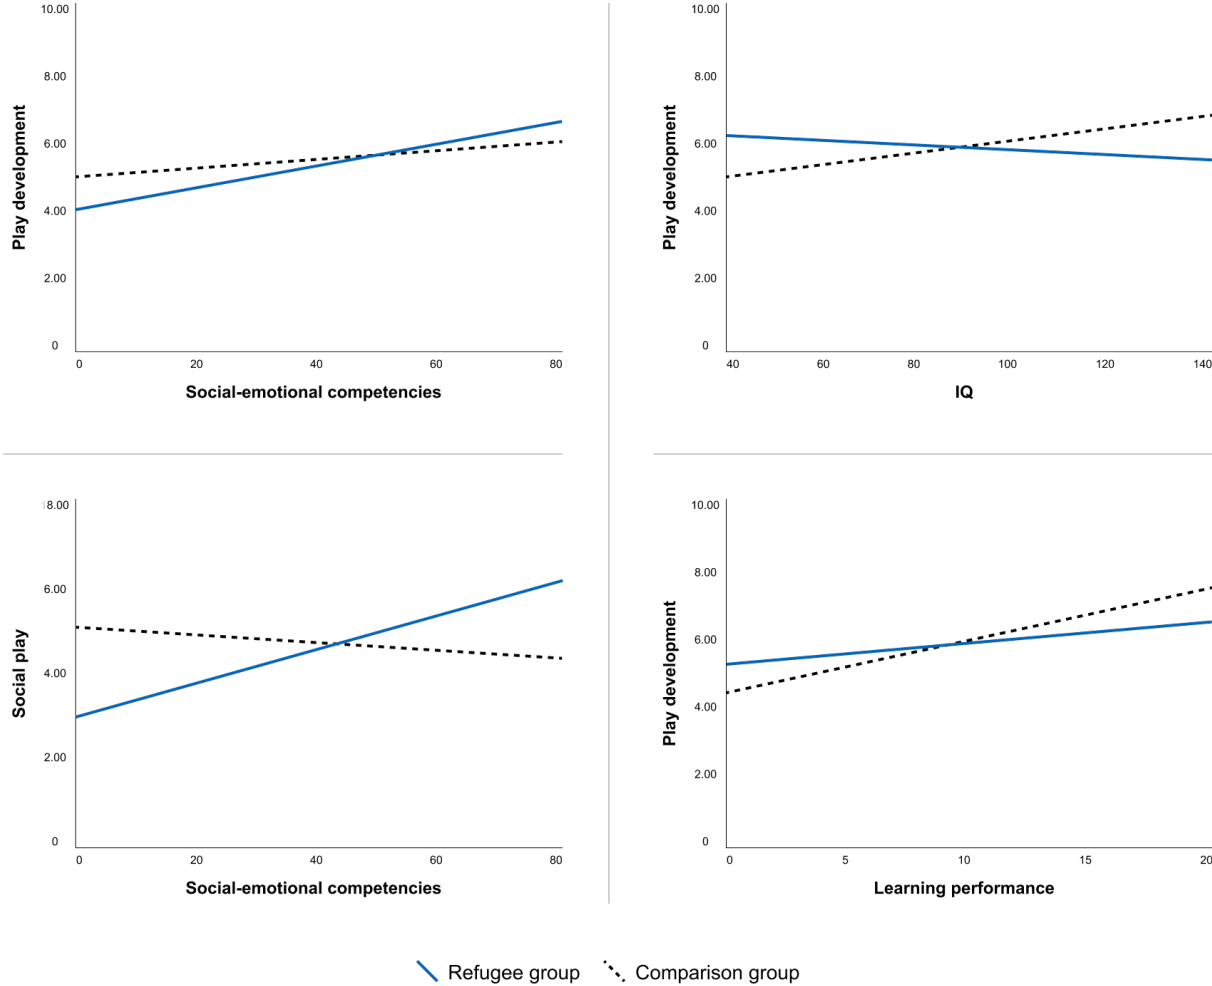 10.00
8.00
6.00
4.00
2.00
0
Play development
0 20 40 60 80
Social-emotional competencies
10.00
8.00
6.00
4.00
2.00
0
Play development
40 60 80 100 120 140
IQ
8.00
6.00
4.00
2.00
0
Social play
0 20 40 60 80
Social-emotional competencies
10.00
8.00
6.00
4.00
2.00
0
Play development
0 5 10 15 20
Learning performance
Refugee group Comparison group